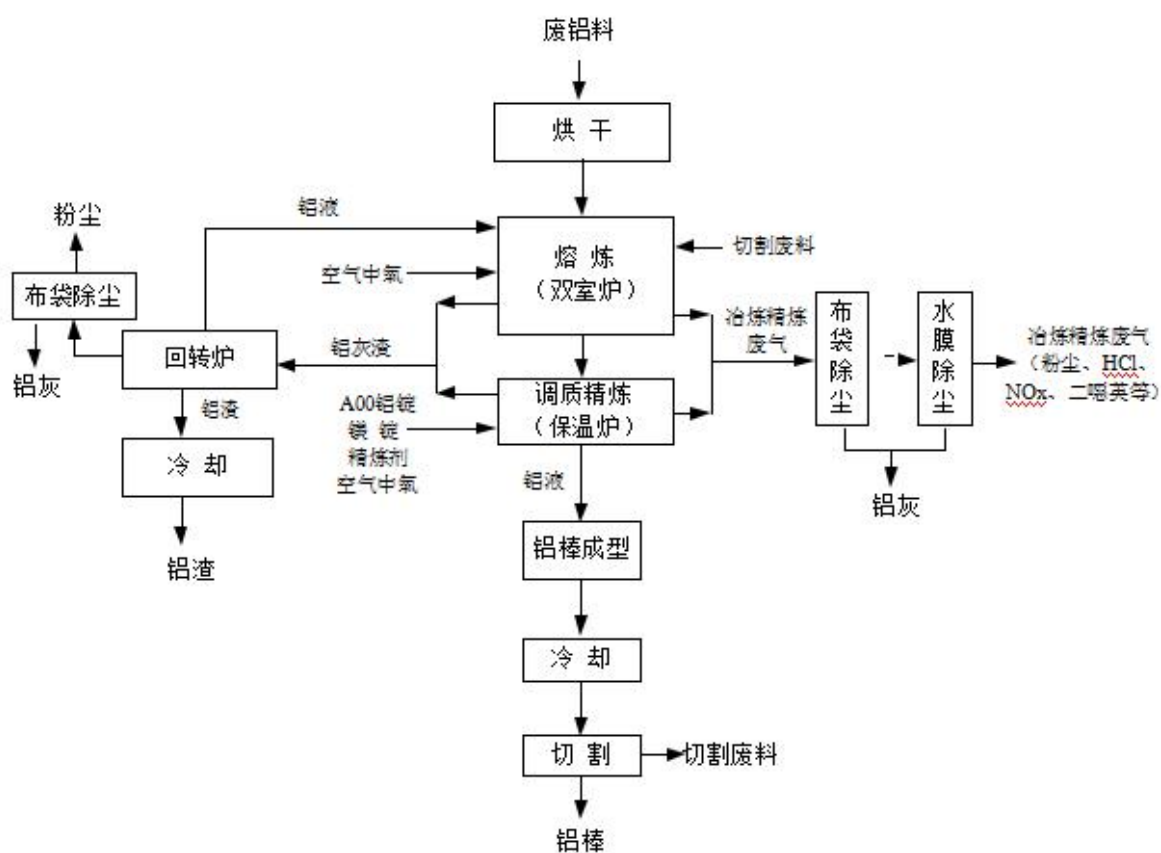 废铝料
烘 干
铝液
粉尘
熔 炼
（双室炉）
切割废料
空气中氧
布袋除尘
冶炼精炼
废气
布袋除尘
水膜除尘
冶炼精炼废气
（粉尘、HCl、
NOx、二噁英等）
回转炉
铝灰渣
铝灰
调质精炼
（保温炉）
A00铝锭
镁 锭
精炼剂
空气中氧
铝渣
冷 却
铝液
铝灰
铝棒成型
铝渣
冷 却
切 割
切割废料
铝棒